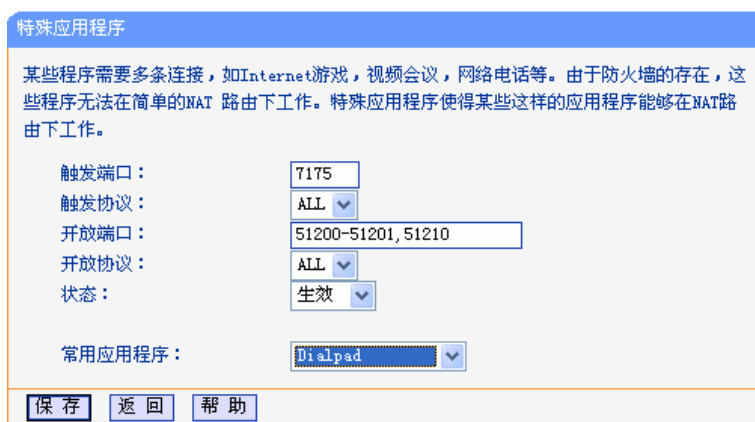 特殊应用程序
某些程序需要多条连接，如Internet游戏，视频会议，网络电话等。由于防火墙的存在，这
些程序无法在简单的NAT 路由下工作。特殊应用程序使得某些这样的应用程序能够在NAT路
由下工作。
触发端口： 7175
触发协议： ALL
开放端口： 51200-51201,51210
开放协议： ALL
状态： 生效
常用应用程序： Dialpad
保 存 返 回 帮 助